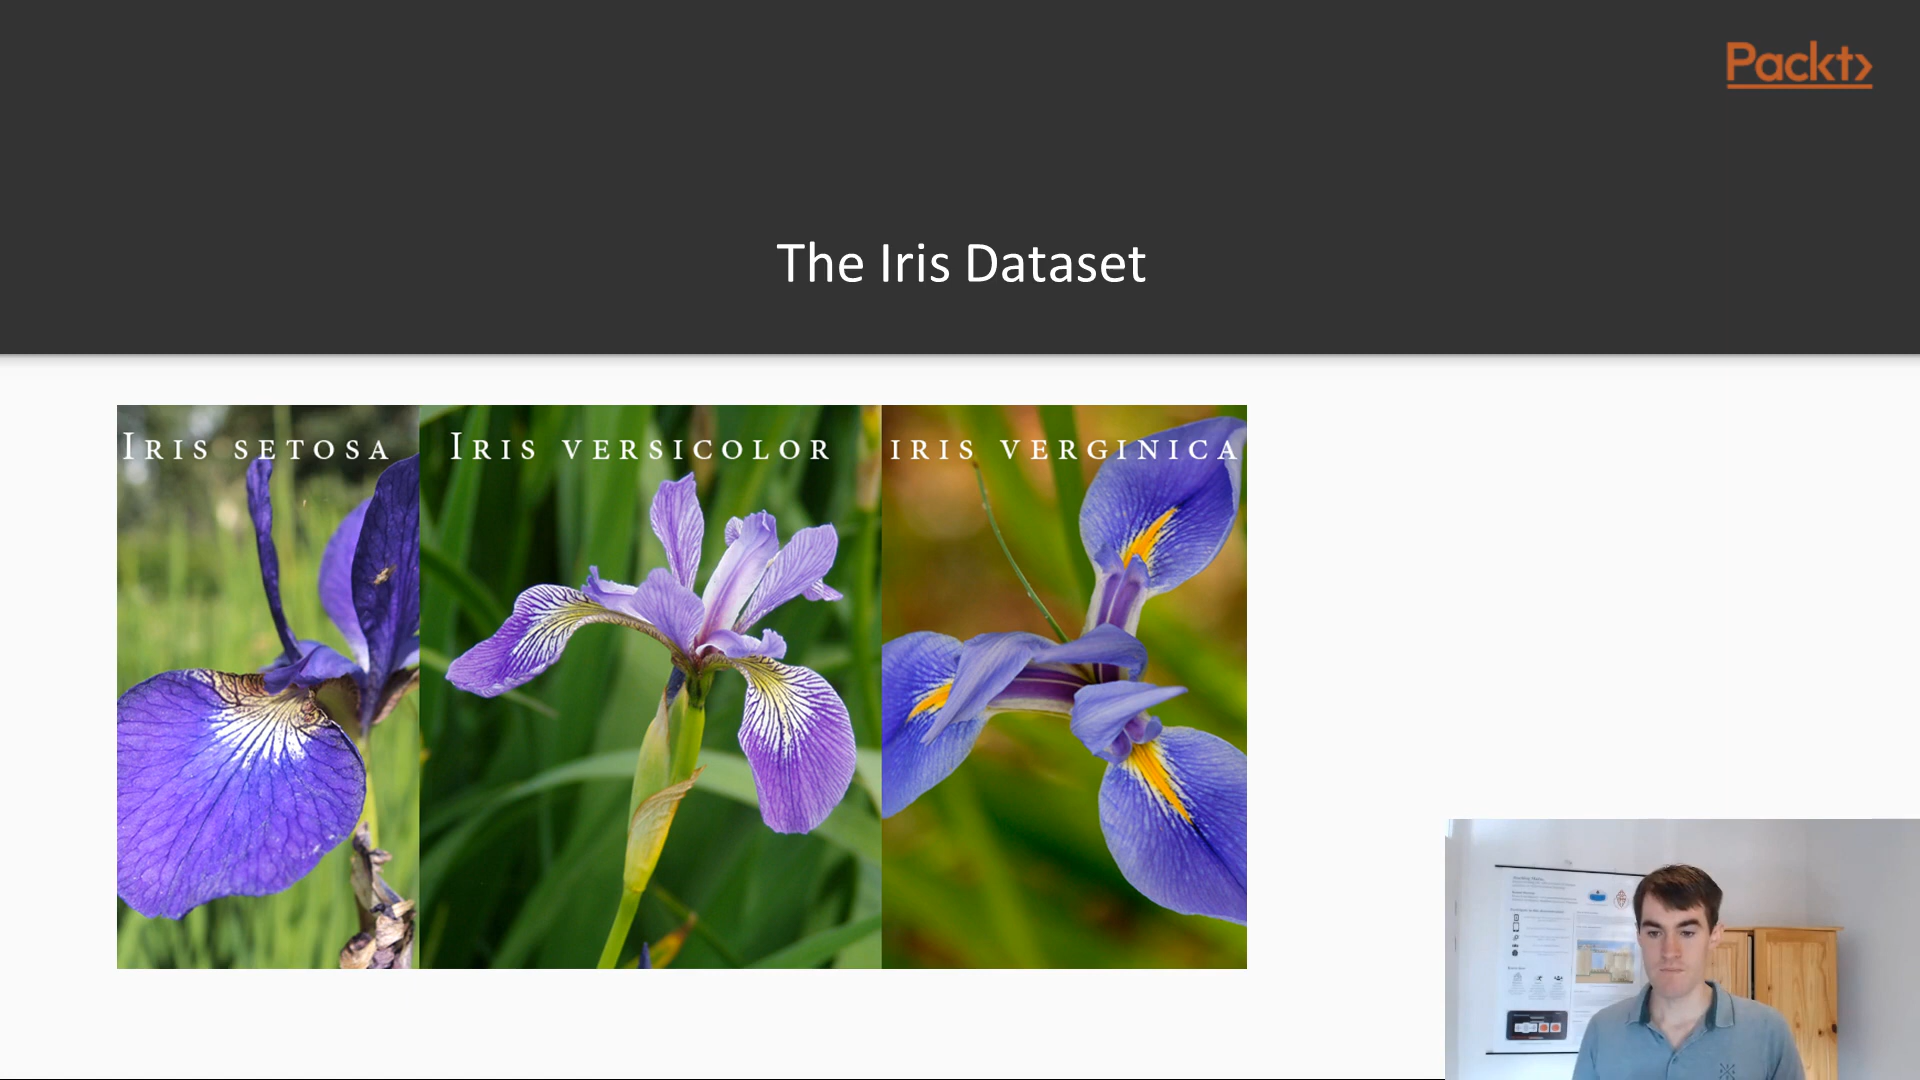 Packt>
The Iris Dataset
IRIS SETOSA
IRIS VERSICOLOR
IRIS VERGINICA